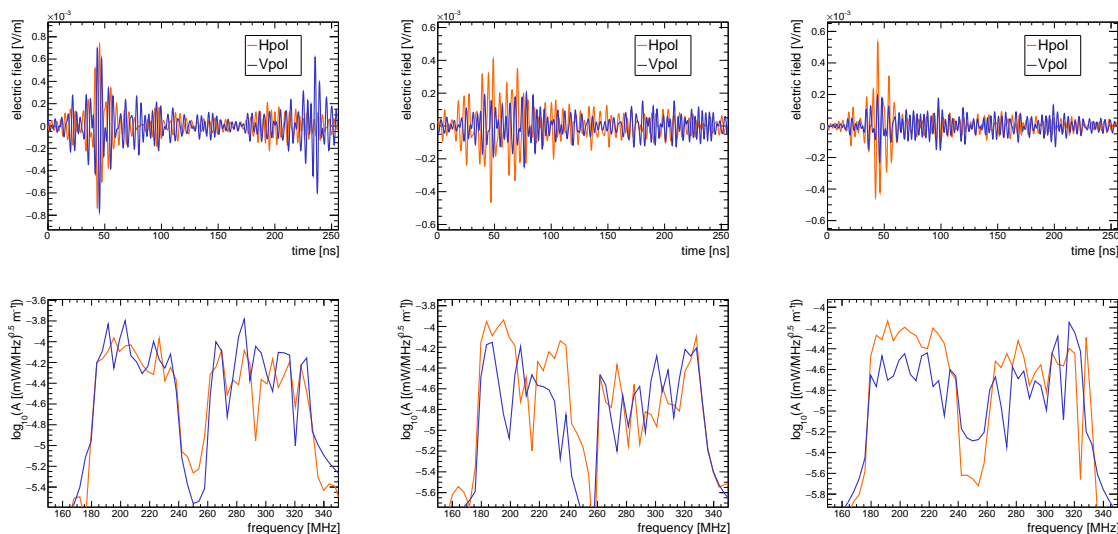 ×10⁻³ ×10⁻³ ×10⁻³
electric field [V/m] electric field [V/m] electric field [V/m]
Hpol Hpol Hpol
Vpol Vpol Vpol
0.8 0.6 0.4 0.2 0 −0.2 −0.4 −0.6 −0.8
0.6 0.4 0.2 0 −0.2 −0.4 −0.6
0.6 0.4 0.2 0 −0.2 −0.4 −0.6
0 50 100 150 200 250 0 50 100 150 200 250 0 50 100 150 200 250
time [ns] time [ns] time [ns]
log₁₀(A [(mW/MHz)⁰·⁵ m⁻¹]) log₁₀(A [(mW/MHz)⁰·⁵ m⁻¹]) log₁₀(A [(mW/MHz)⁰·⁵ m⁻¹])
−3.6 −3.8 −4 −4.2 −4.4 −4.6 −4.8 −5 −5.2 −5.4
−3.8 −4 −4.2 −4.4 −4.6 −4.8 −5 −5.2 −5.4 −5.6
−4 −4.2 −4.4 −4.6 −4.8 −5 −5.2 −5.4 −5.6 −5.8
160 180 200 220 240 260 280 300 320 340 160 180 200 220 240 260 280 300 320 340 160 180 200 220 240 260 280 300 320 340
frequency [MHz] frequency [MHz] frequency [MHz]